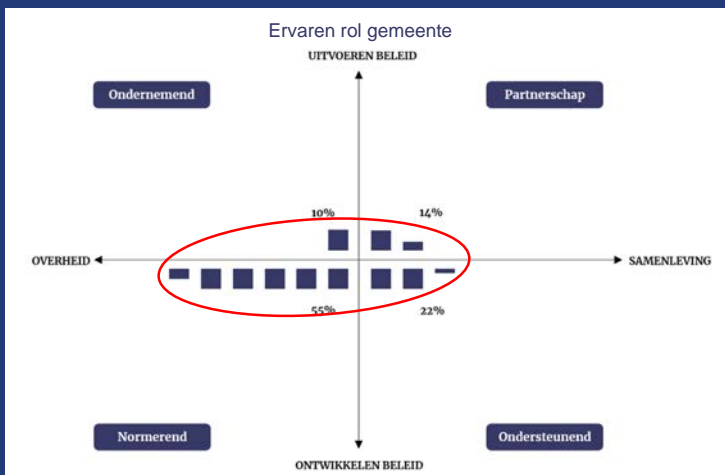 Ervaren rol gemeente
UITVOEREN BELEID
Ondernemend
Partnerschap
10%
14%
OVERHEID
SAMENLEVING
55%
22%
Normerend
Ondersteunend
ONTWIKKELEN BELEID